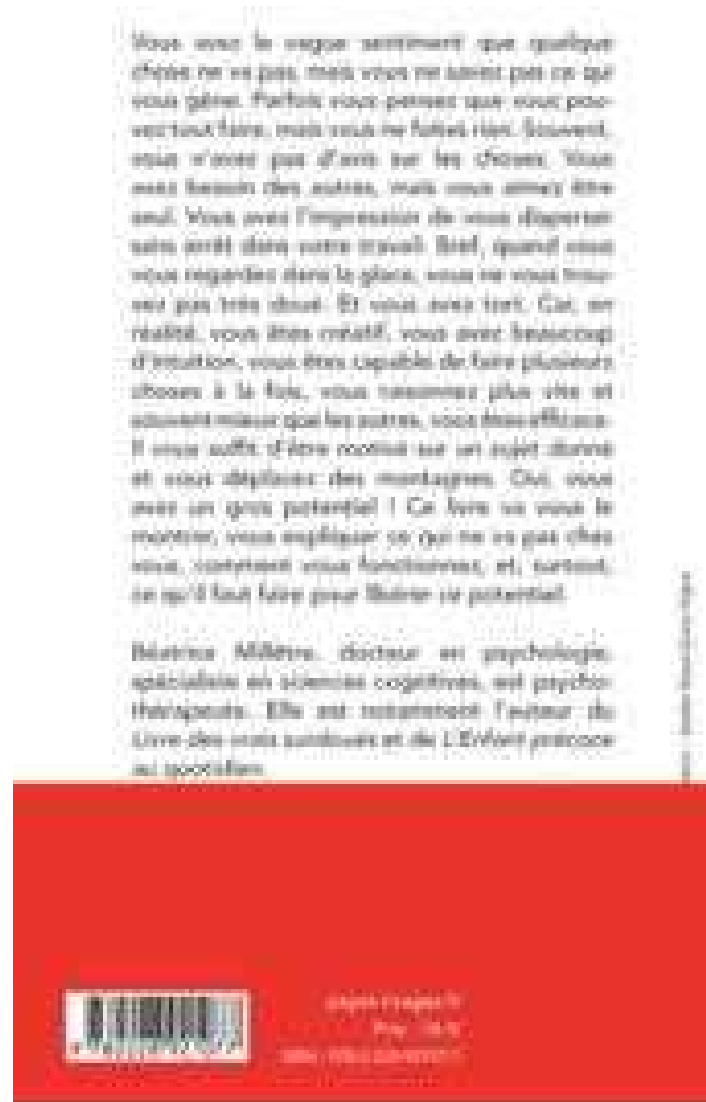 Vous avez le vague sentiment que quelque
chose ne va pas, mais vous ne savez pas ce qui
vous gêne. Parfois vous pensez que vous pou-
vez tout faire, mais vous ne faites rien. Souvent,
vous n'avez pas d'avis sur les choses. Vous
avez besoin des autres, mais vous aimez être
seul. Vous avez l'impression de vous disperser
sans arrêt dans votre travail. Bref, quand vous
vous regardez dans la glace, vous ne vous trou-
vez pas très doué. Et vous avez tort. Car, en
réalité, vous êtes créatif, vous avez beaucoup
d'intuition, vous êtes capable de faire plusieurs
choses à la fois, vous raisonnez plus vite et
souvent mieux que les autres, vous êtes efficace.
Il vous suffit d'être motivé sur un sujet donné
et vous déplacez des montagnes. Oui, vous
avez un gros potentiel ! Ce livre va vous le
montrer, vous expliquer ce qui ne va pas chez
vous, comment vous fonctionnez, et, surtout,
ce qu'il faut faire pour libérer ce potentiel.
Béatrice Millêtre, docteur en psychologie,
spécialiste en sciences cognitives, est psycho-
thérapeute. Elle est notamment l'auteur du
Livre des vrais surdoués et de L'Enfant précoce
au quotidien.